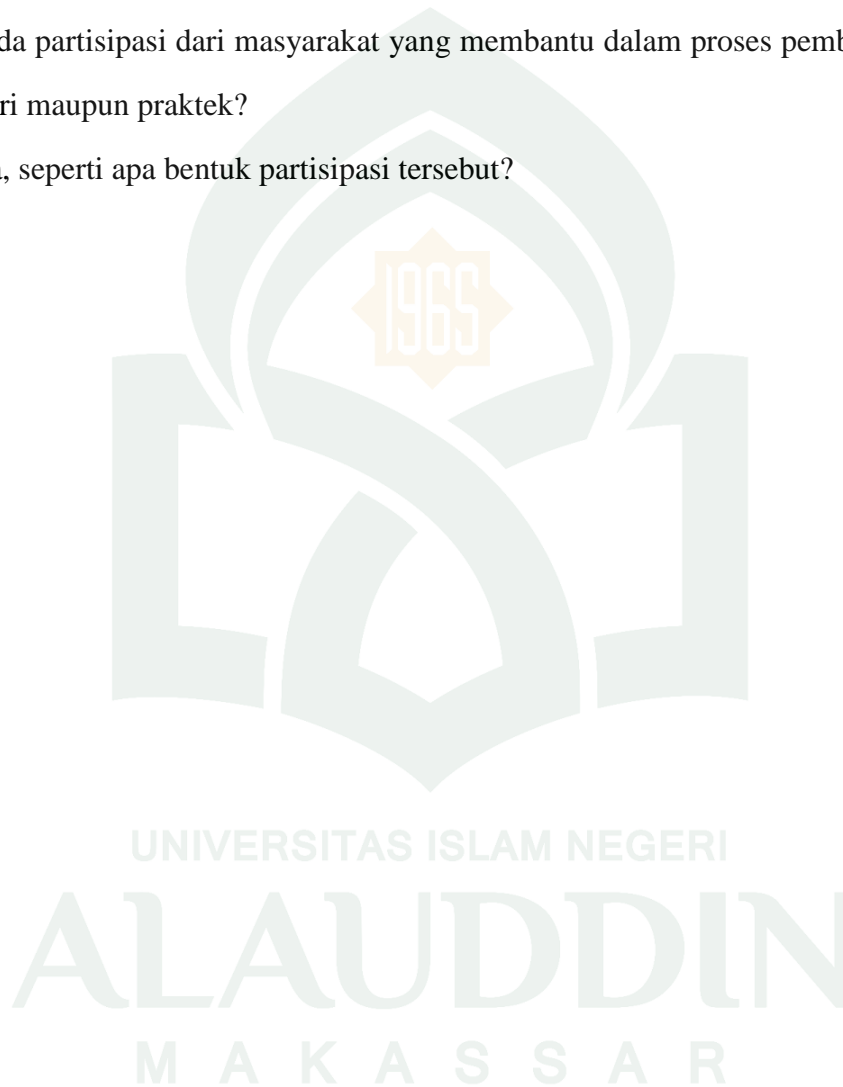 da partisipasi dari masyarakat yang membantu dalam proses pemb
ri maupun praktek?
, seperti apa bentuk partisipasi tersebut?
1965
UNIVERSITAS ISLAM NEGERI
ALAUDDIN
MAKASSAR